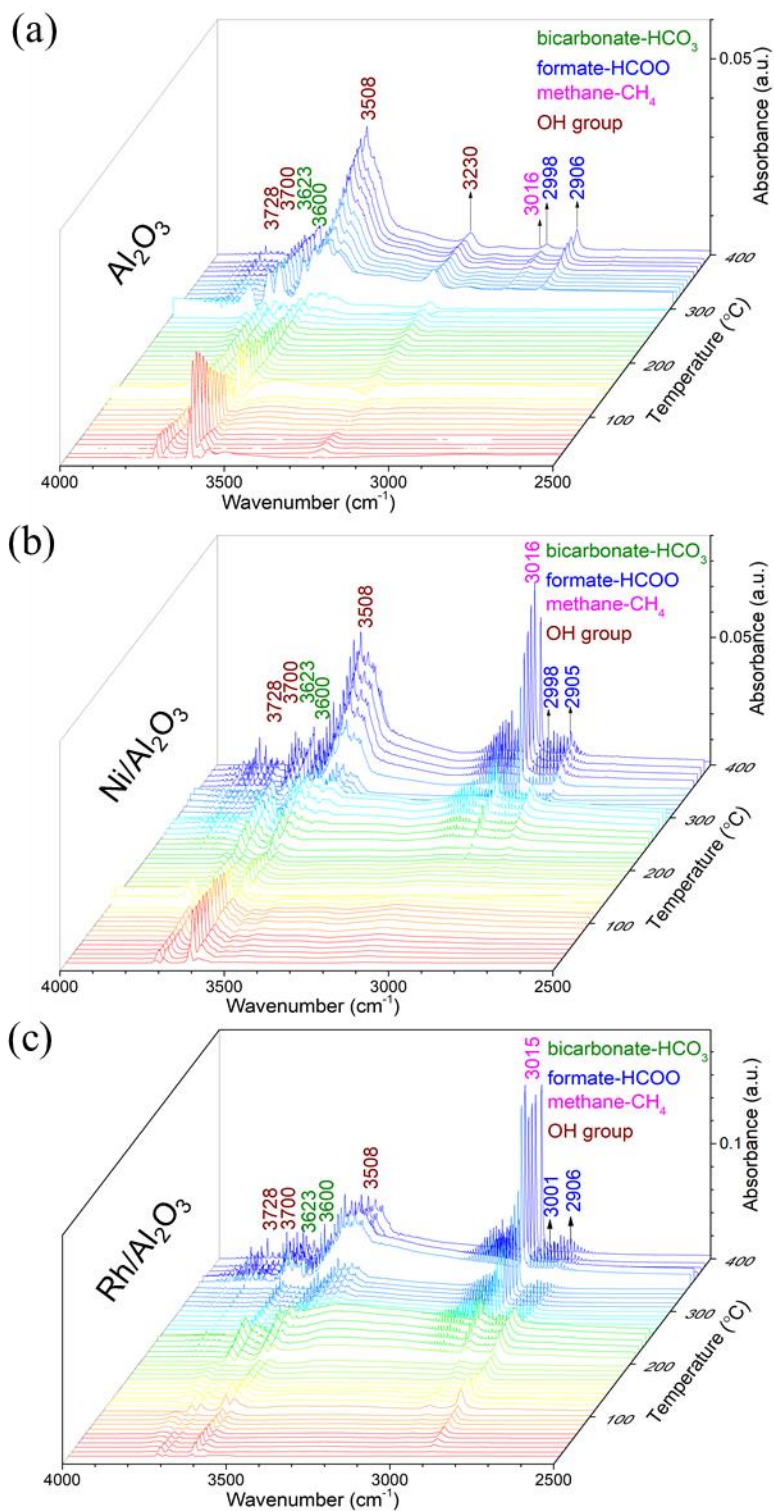 (a)
bicarbonate-HCO₃
formate-HCOO
methane-CH₄
OH group
0.05
Absorbance (a.u.)
3508
3230
3016
2998
2906
3728
3700
3623
3600
Al₂O₃
400
300
200
100
Temperature (°C)
4000 3500 3000 2500
Wavenumber (cm⁻¹)
(b)
bicarbonate-HCO₃
formate-HCOO
methane-CH₄
OH group
3016
0.05
Absorbance (a.u.)
3508
2998
2905
3728
3700
3623
3600
Ni/Al₂O₃
400
300
200
100
Temperature (°C)
4000 3500 3000 2500
Wavenumber (cm⁻¹)
(c)
bicarbonate-HCO₃
formate-HCOO
methane-CH₄
OH group
3015
0.1
Absorbance (a.u.)
3508
3001
2906
3728
3700
3623
3600
Rh/Al₂O₃
400
300
200
100
Temperature (°C)
4000 3500 3000 2500
Wavenumber (cm⁻¹)